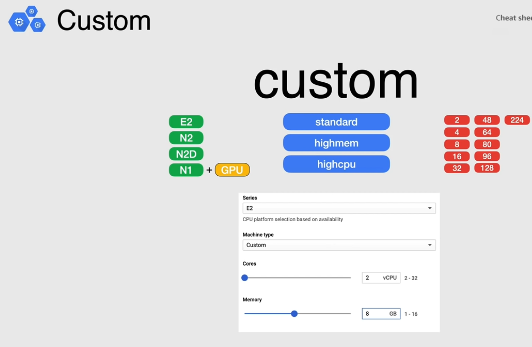 Custom
Cheat shee
custom
E2 standard 2 48 224
N2 highmem 4 64
N2D highcpu 8 80
N1 + GPU 16 96
32 128
Series
E2
CPU platform selection based on availability
Machine type
Custom
Cores
2 vCPU 2 - 32
Memory
8 GB 1 - 16